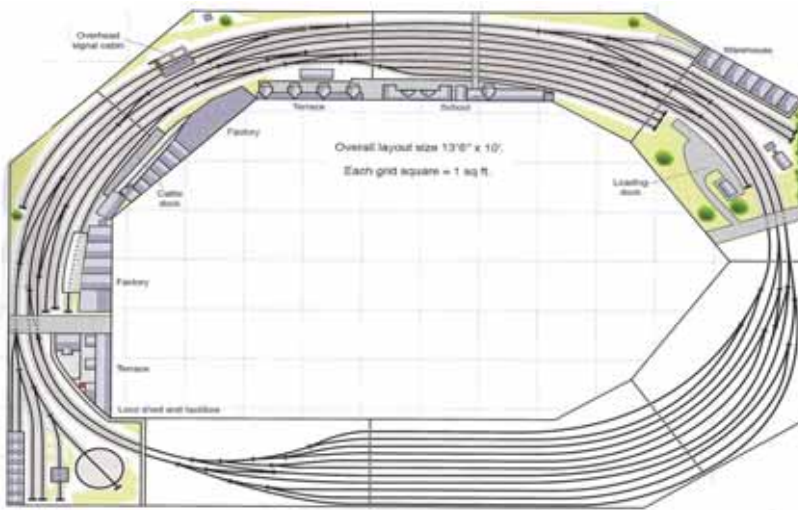 Overhead
signal cabin
Warehouse
Terrace
School
Factory
Overall layout size 13'6" x 10'.
Each grid square = 1 sq ft.
Cattle
dock
Loading
dock
Factory
Terrace
Loco shed and facilities